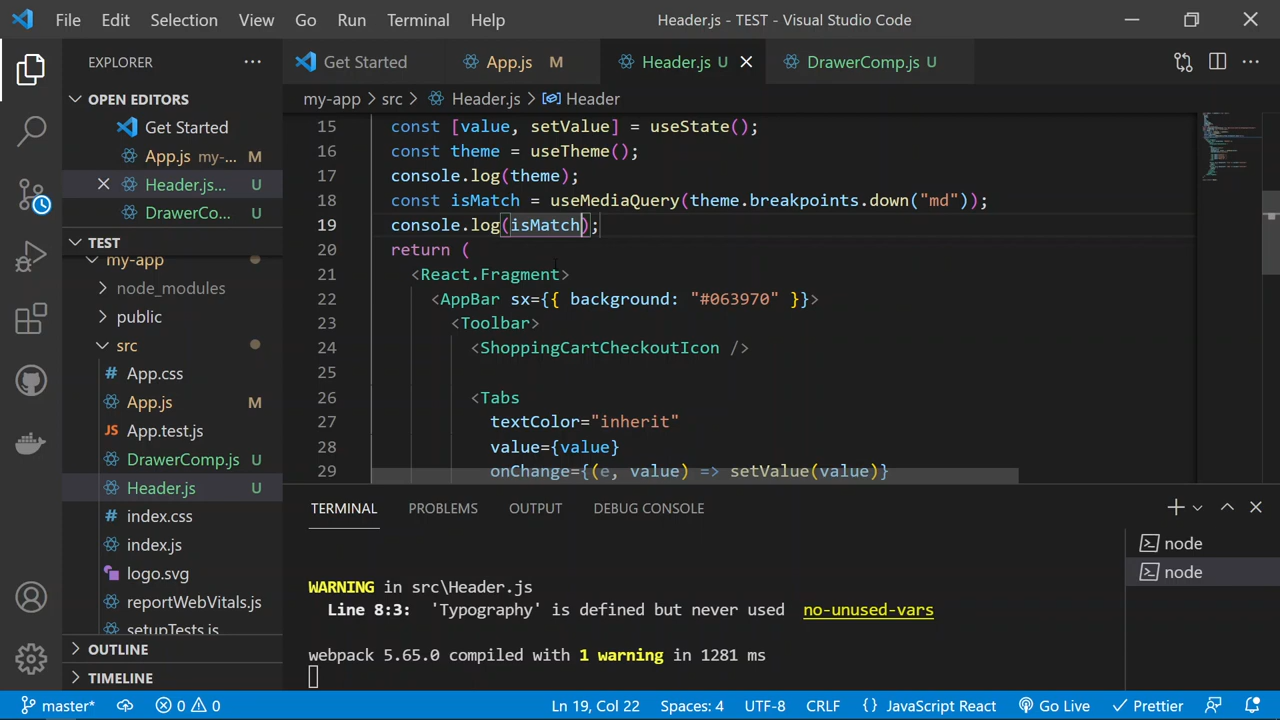 File Edit Selection View Go Run Terminal Help Header.js - TEST - Visual Studio Code
EXPLORER
OPEN EDITORS
Get Started
App.js my-... M
Header.js... U
DrawerCo... U
TEST
my-app
node_modules
public
src
App.css
App.js M
App.test.js
DrawerComp.js U
Header.js U
index.css
index.js
logo.svg
reportWebVitals.js
setupTests.js
OUTLINE
TIMELINE
Get Started App.js M Header.js U DrawerComp.js U
my-app > src > Header.js > Header
15 const [value, setValue] = useState();
16 const theme = useTheme();
17 console.log(theme);
18 const isMatch = useMediaQuery(theme.breakpoints.down("md"));
19 console.log(isMatch);
20 return (
21 <React.Fragment>
22 <AppBar sx={{ background: "#063970" }}>
23 <Toolbar>
24 <ShoppingCartCheckoutIcon />
25
26 <Tabs
27 textColor="inherit"
28 value={value}
29 onChange={(e, value) => setValue(value)}
TERMINAL PROBLEMS OUTPUT DEBUG CONSOLE
WARNING in src\Header.js
Line 8:3: 'Typography' is defined but never used no-unused-vars
webpack 5.65.0 compiled with 1 warning in 1281 ms
node
node
master* 0 0 Ln 19, Col 22 Spaces: 4 UTF-8 CRLF {} JavaScript React Go Live Prettier